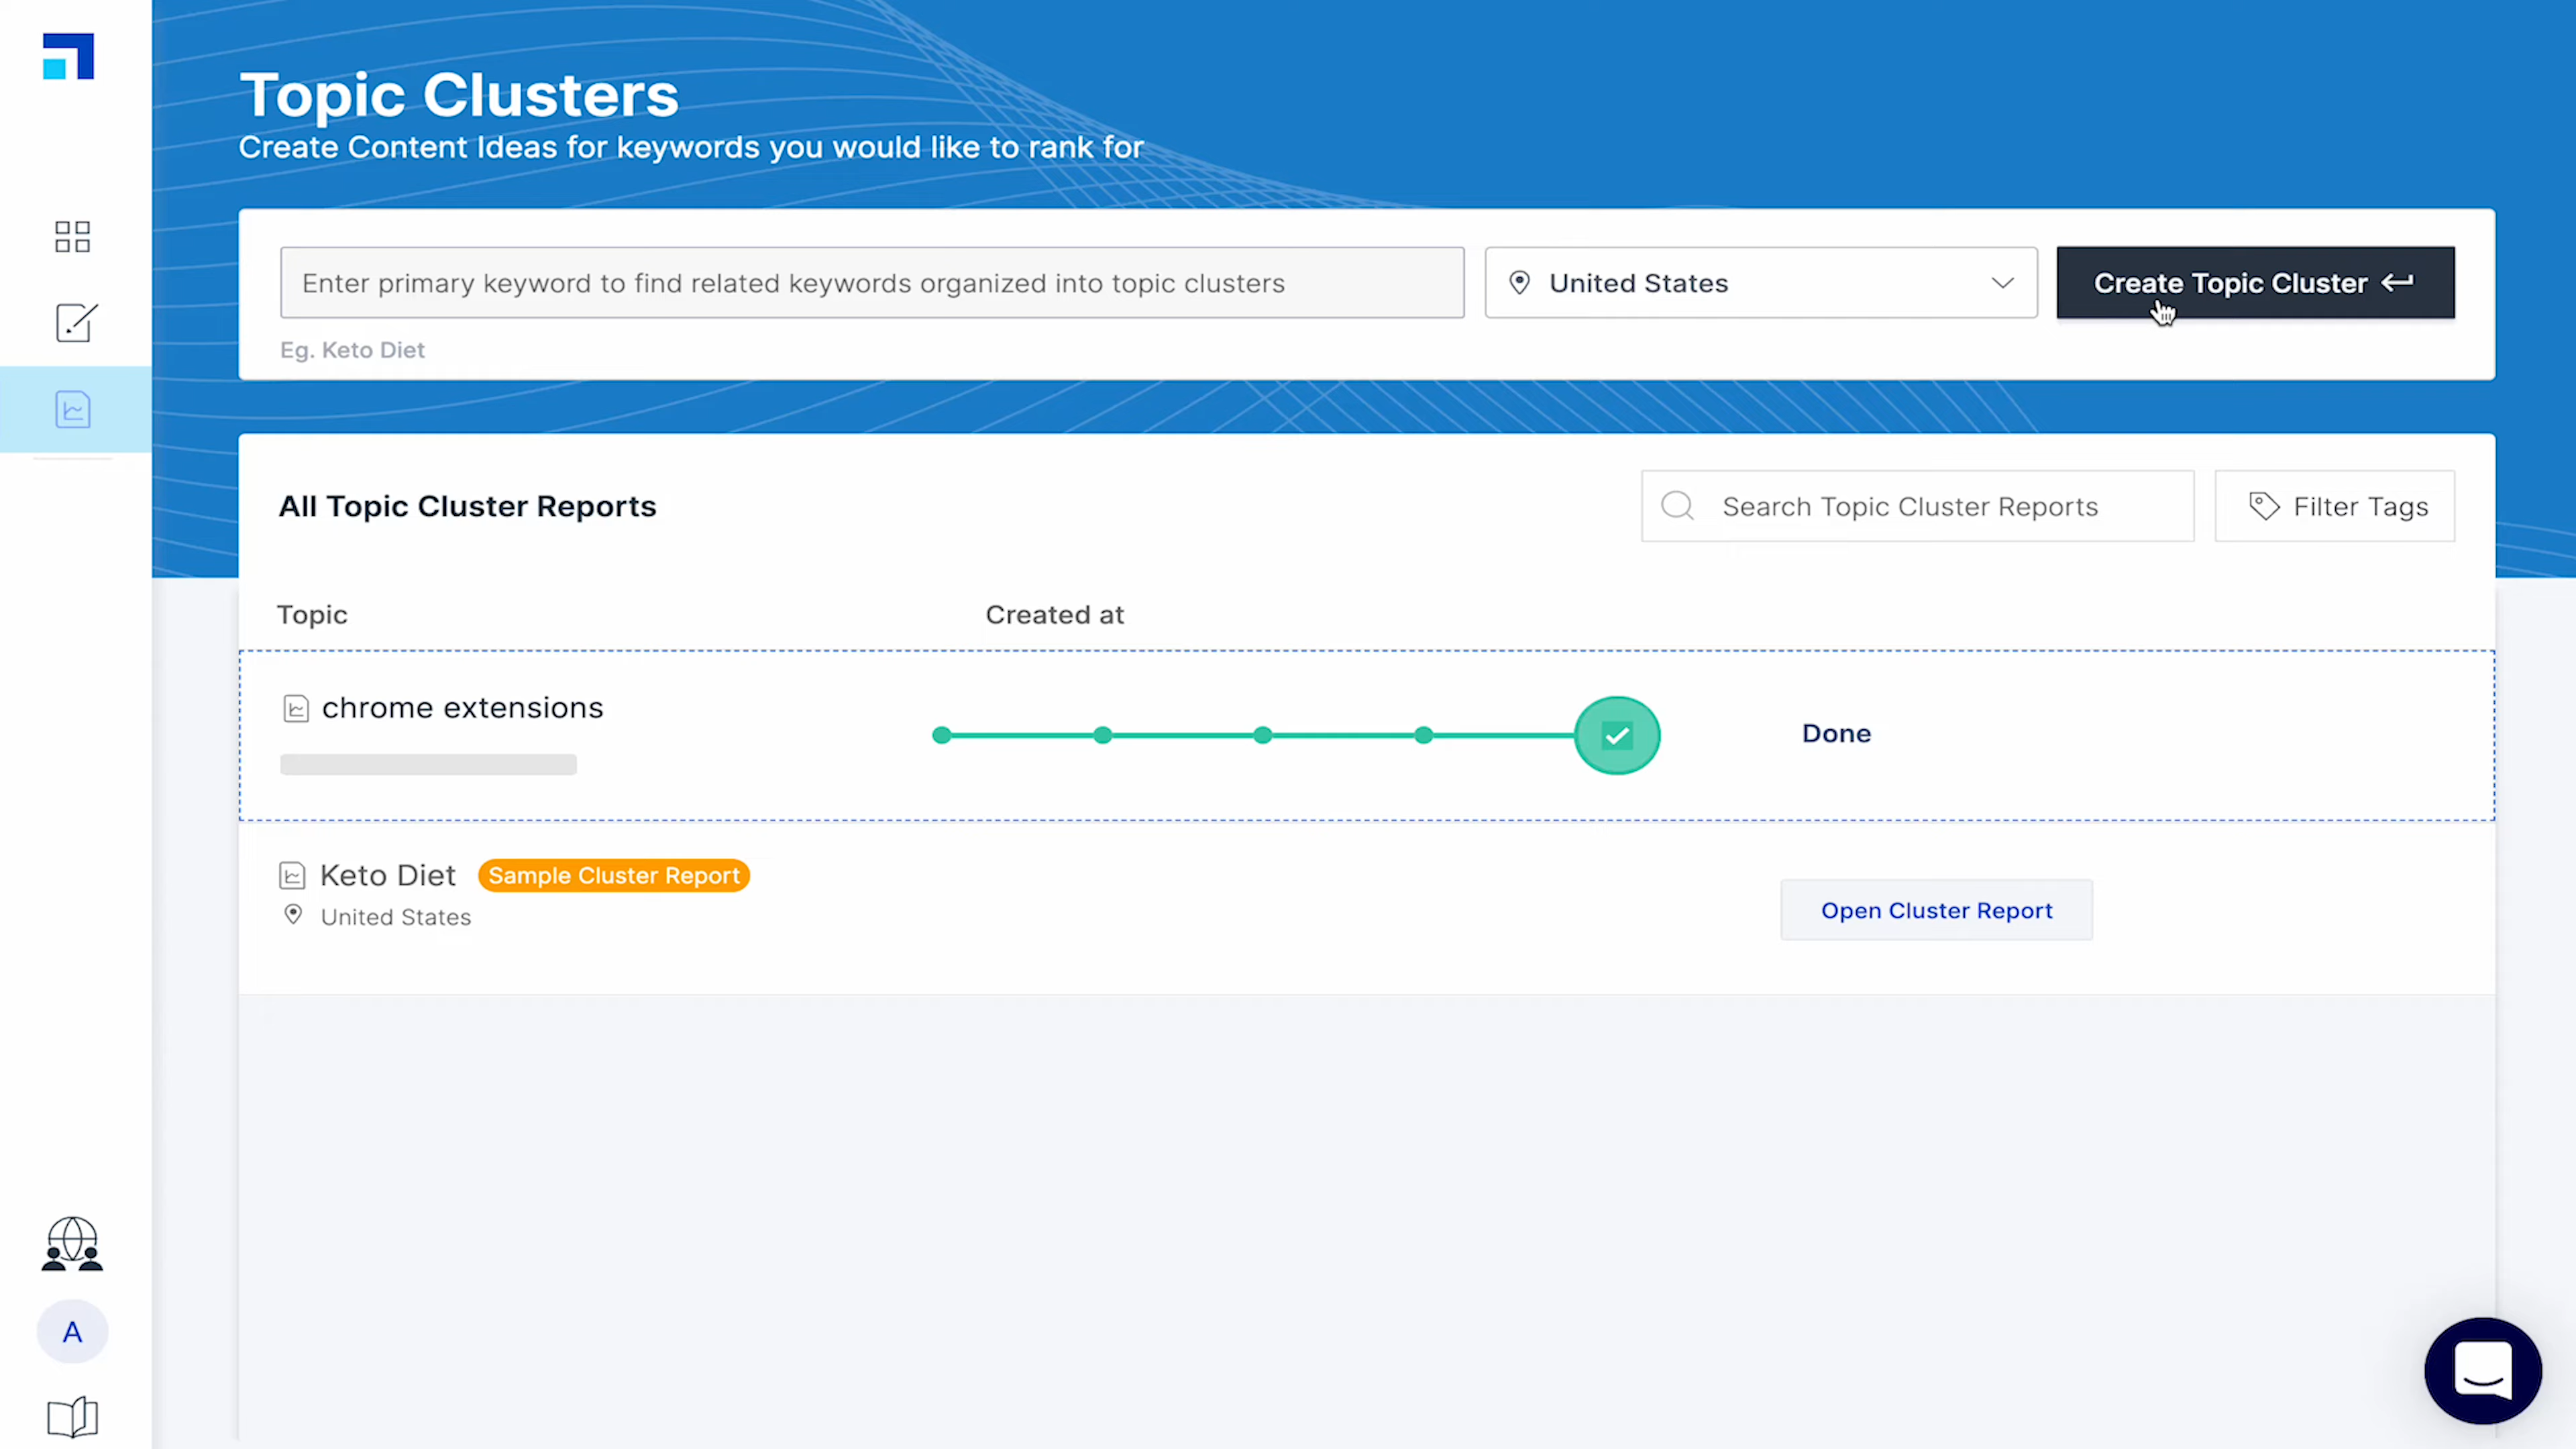 Topic Clusters
Create Content Ideas for keywords you would like to rank for
Enter primary keyword to find related keywords organized into topic clusters
United States
Create Topic Cluster
Eg. Keto Diet
All Topic Cluster Reports
Search Topic Cluster Reports
Filter Tags
Topic
Created at
chrome extensions
Done
Keto Diet
Sample Cluster Report
United States
Open Cluster Report
A